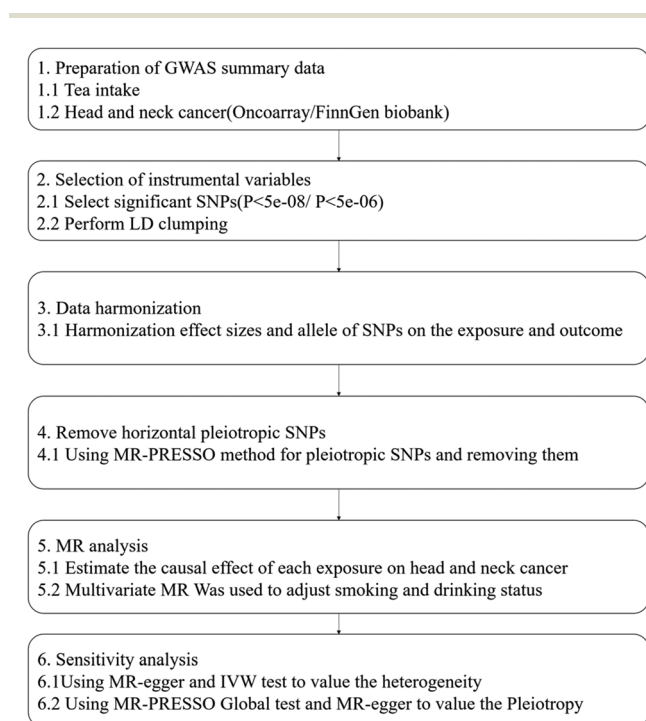 1. Preparation of GWAS summary data
1.1 Tea intake
1.2 Head and neck cancer(Oncoarray/FinnGen biobank)
2. Selection of instrumental variables
2.1 Select significant SNPs(P<5e-08/ P<5e-06)
2.2 Perform LD clumping
3. Data harmonization
3.1 Harmonization effect sizes and allele of SNPs on the exposure and outcome
4. Remove horizontal pleiotropic SNPs
4.1 Using MR-PRESSO method for pleiotropic SNPs and removing them
5. MR analysis
5.1 Estimate the causal effect of each exposure on head and neck cancer
5.2 Multivariate MR Was used to adjust smoking and drinking status
6. Sensitivity analysis
6.1Using MR-egger and IVW test to value the heterogeneity
6.2 Using MR-PRESSO Global test and MR-egger to value the Pleiotropy